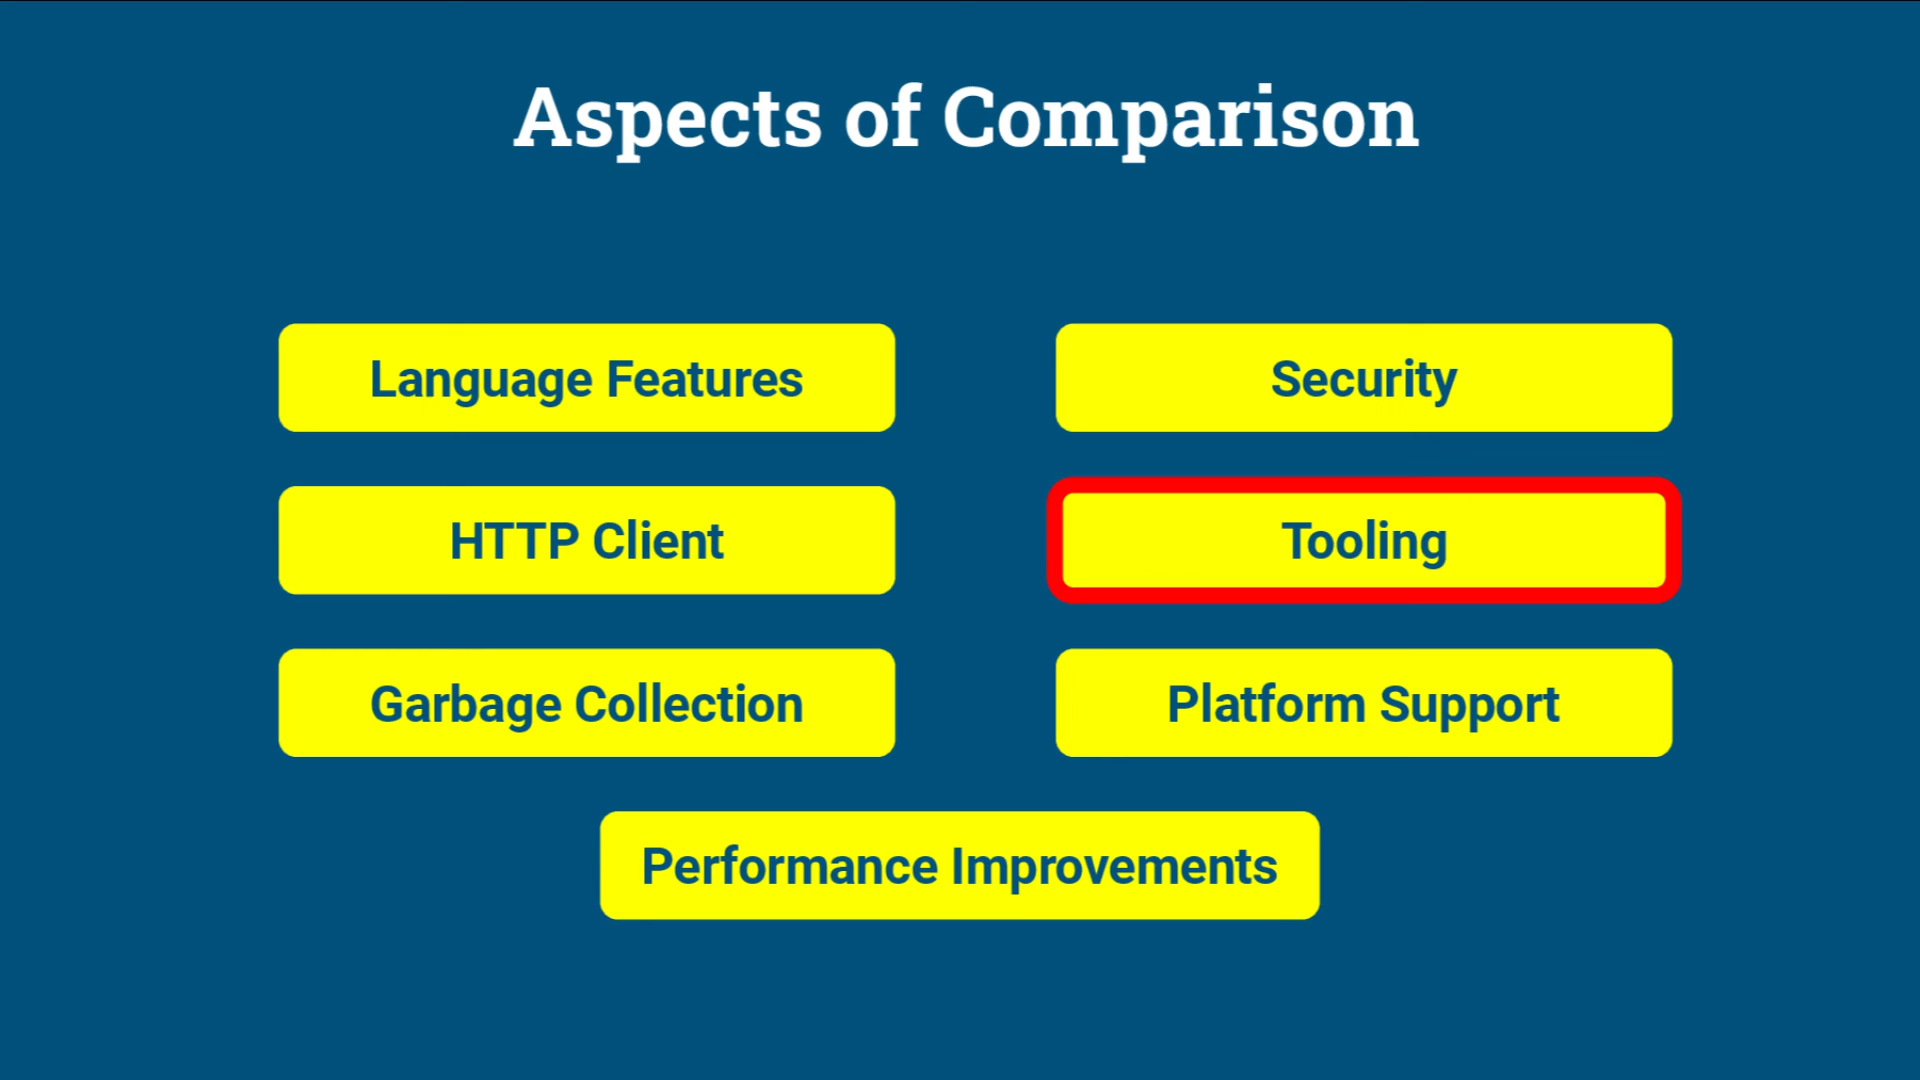 Aspects of Comparison
Language Features
Security
HTTP Client
Tooling
Garbage Collection
Platform Support
Performance Improvements